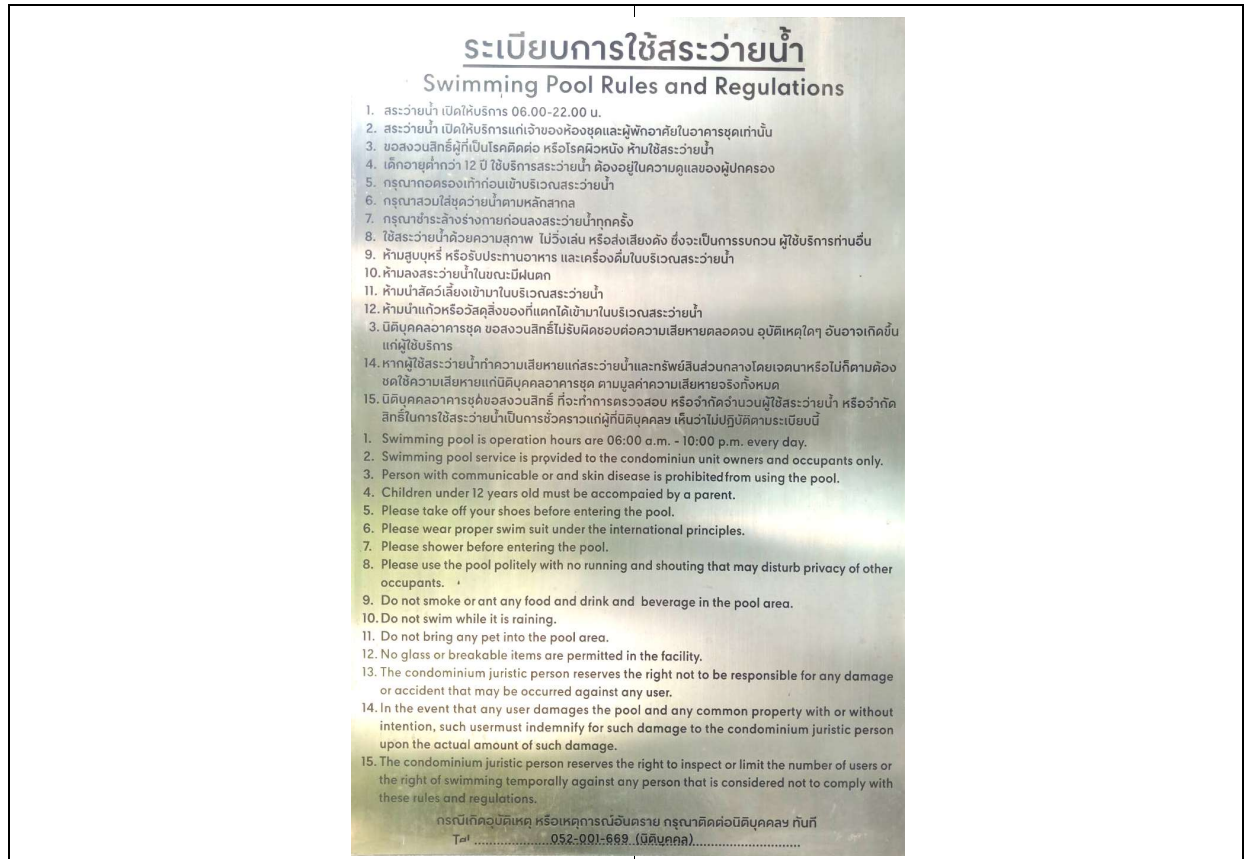 ระเบียบการใช้สระว่ายน้ำ
Swimming Pool Rules and Regulations
1. สระว่ายน้ำ เปิดให้บริการ 06.00-22.00 น.
2. สระว่ายน้ำ เปิดให้บริการแก่เจ้าของห้องชุดและผู้พักอาศัยในอาคารชุดเท่านั้น
3. ขอสงวนสิทธิ์ผู้ที่เป็นโรคติดต่อ หรือโรคผิวหนัง ห้ามใช้สระว่ายน้ำ
4. เด็กอายุต่ำกว่า 12 ปี ใช้บริการสระว่ายน้ำ ต้องอยู่ในความดูแลของผู้ปกครอง
5. กรุณาถอดรองเท้าก่อนเข้าบริเวณสระว่ายน้ำ
6. กรุณาสวมใส่ชุดว่ายน้ำตามหลักสากล
7. กรุณาชำระล้างร่างกายก่อนลงสระว่ายน้ำทุกครั้ง
8. ใช้สระว่ายน้ำด้วยความสุภาพ ไม่วิ่งเล่น หรือส่งเสียงดัง ซึ่งจะเป็นการรบกวน ผู้ใช้บริการท่านอื่น
9. ห้ามสูบบุหรี่ หรือรับประทานอาหาร และเครื่องดื่มในบริเวณสระว่ายน้ำ
10. ห้ามลงสระว่ายน้ำในขณะมีฝนตก
11. ห้ามนำสัตว์เลี้ยงเข้ามาในบริเวณสระว่ายน้ำ
12. ห้ามนำแก้วหรือวัสดุสิ่งของที่แตกได้เข้ามาในบริเวณสระว่ายน้ำ
3. นิติบุคคลอาคารชุด ขอสงวนสิทธิ์ไม่รับผิดชอบต่อความเสียหายตลอดจน อุบัติเหตุใดๆ อันอาจเกิดขึ้น
แก่ผู้ใช้บริการ
14. หากผู้ใช้สระว่ายน้ำทำความเสียหายแก่สระว่ายน้ำและทรัพย์สินส่วนกลางโดยเจตนาหรือไม่ก็ตามต้อง
ชดใช้ความเสียหายแก่นิติบุคคลอาคารชุด ตามมูลค่าความเสียหายจริงทั้งหมด
15. นิติบุคคลอาคารชุดขอสงวนสิทธิ์ ที่จะทำการตรวจสอบ หรือจำกัดจำนวนผู้ใช้สระว่ายน้ำ หรือจำกัด
สิทธิ์ในการใช้สระว่ายน้ำเป็นการชั่วคราวแก่ผู้ที่นิติบุคคลฯ เห็นว่าไม่ปฏิบัติตามระเบียบนี้
1. Swimming pool is operation hours are 06:00 a.m. - 10:00 p.m. every day.
2. Swimming pool service is provided to the condominiun unit owners and occupants only.
3. Person with communicable or and skin disease is prohibited from using the pool.
4. Children under 12 years old must be accompaied by a parent.
5. Please take off your shoes before entering the pool.
6. Please wear proper swim suit under the international principles.
7. Please shower before entering the pool.
8. Please use the pool politely with no running and shouting that may disturb privacy of other
occupants.
9. Do not smoke or ant any food and drink and beverage in the pool area.
10. Do not swim while it is raining.
11. Do not bring any pet into the pool area.
12. No glass or breakable items are permitted in the facility.
13. The condominium juristic person reserves the right not to be responsible for any damage
or accident that may be occurred against any user.
14. In the event that any user damages the pool and any common property with or without
intention, such usermust indemnify for such damage to the condominium juristic person
upon the actual amount of such damage.
15. The condominium juristic person reserves the right to inspect or limit the number of users or
the right of swimming temporally against any person that is considered not to comply with
these rules and regulations.
กรณีเกิดอุบัติเหตุ หรือเหตุการณ์อันตราย กรุณาติดต่อนิติบุคคลฯ ทันที
Tel ..................052-001-669 (นิติบุคคล)...........................